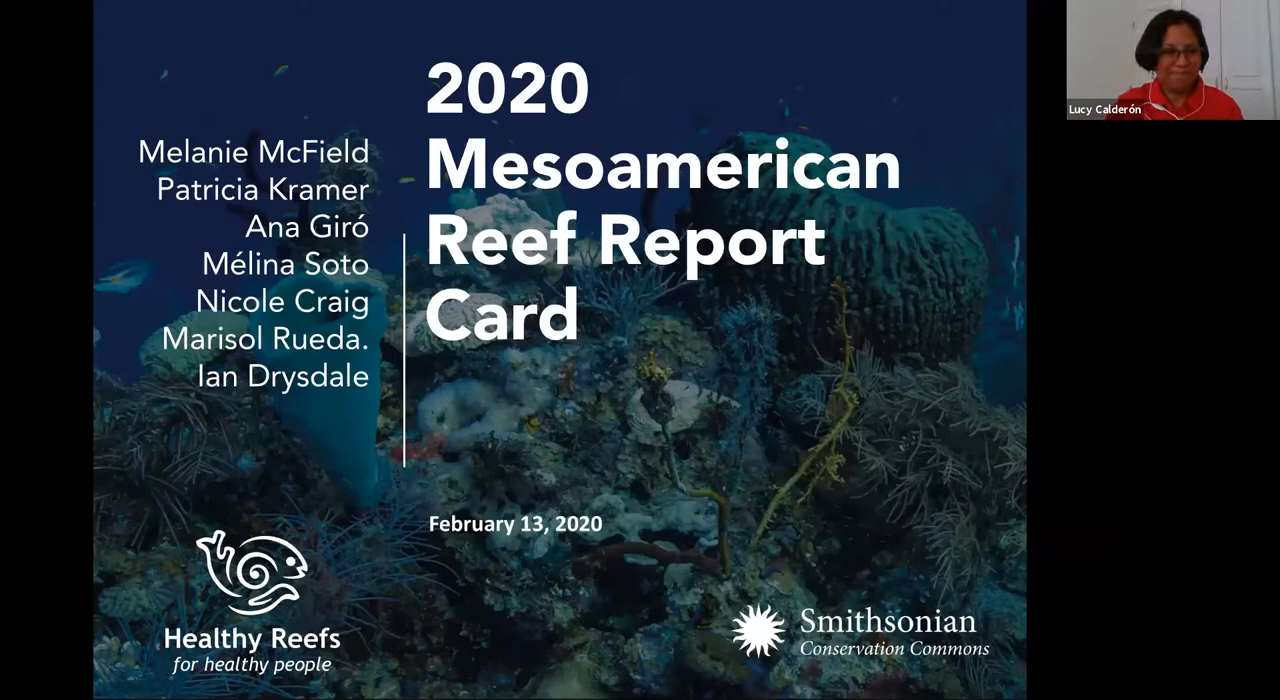 2020
Mesoamerican
Reef Report
Card
Melanie McField
Patricia Kramer
Ana Giró
Mélina Soto
Nicole Craig
Marisol Rueda.
Ian Drysdale
February 13, 2020
Healthy Reefs
for healthy people
Smithsonian
Conservation Commons
Lucy Calderón